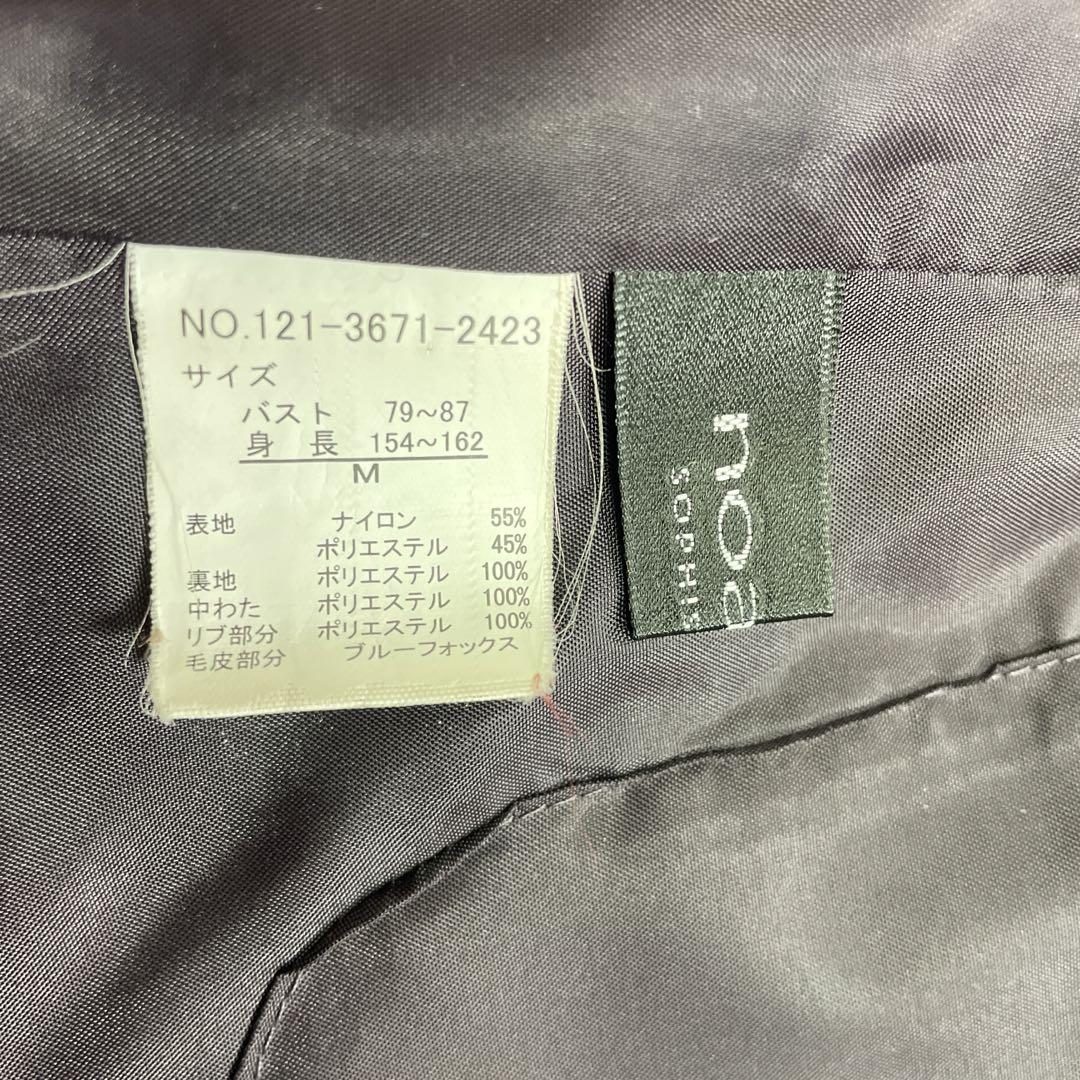 NO.121-3671-2423
サイズ
バスト 79~87
身 長 154~162
M
表地 ナイロン 55%
ポリエステル 45%
裏地 ポリエステル 100%
中わた ポリエステル 100%
リブ部分 ポリエステル 100%
毛皮部分 ブルーフォックス
noa